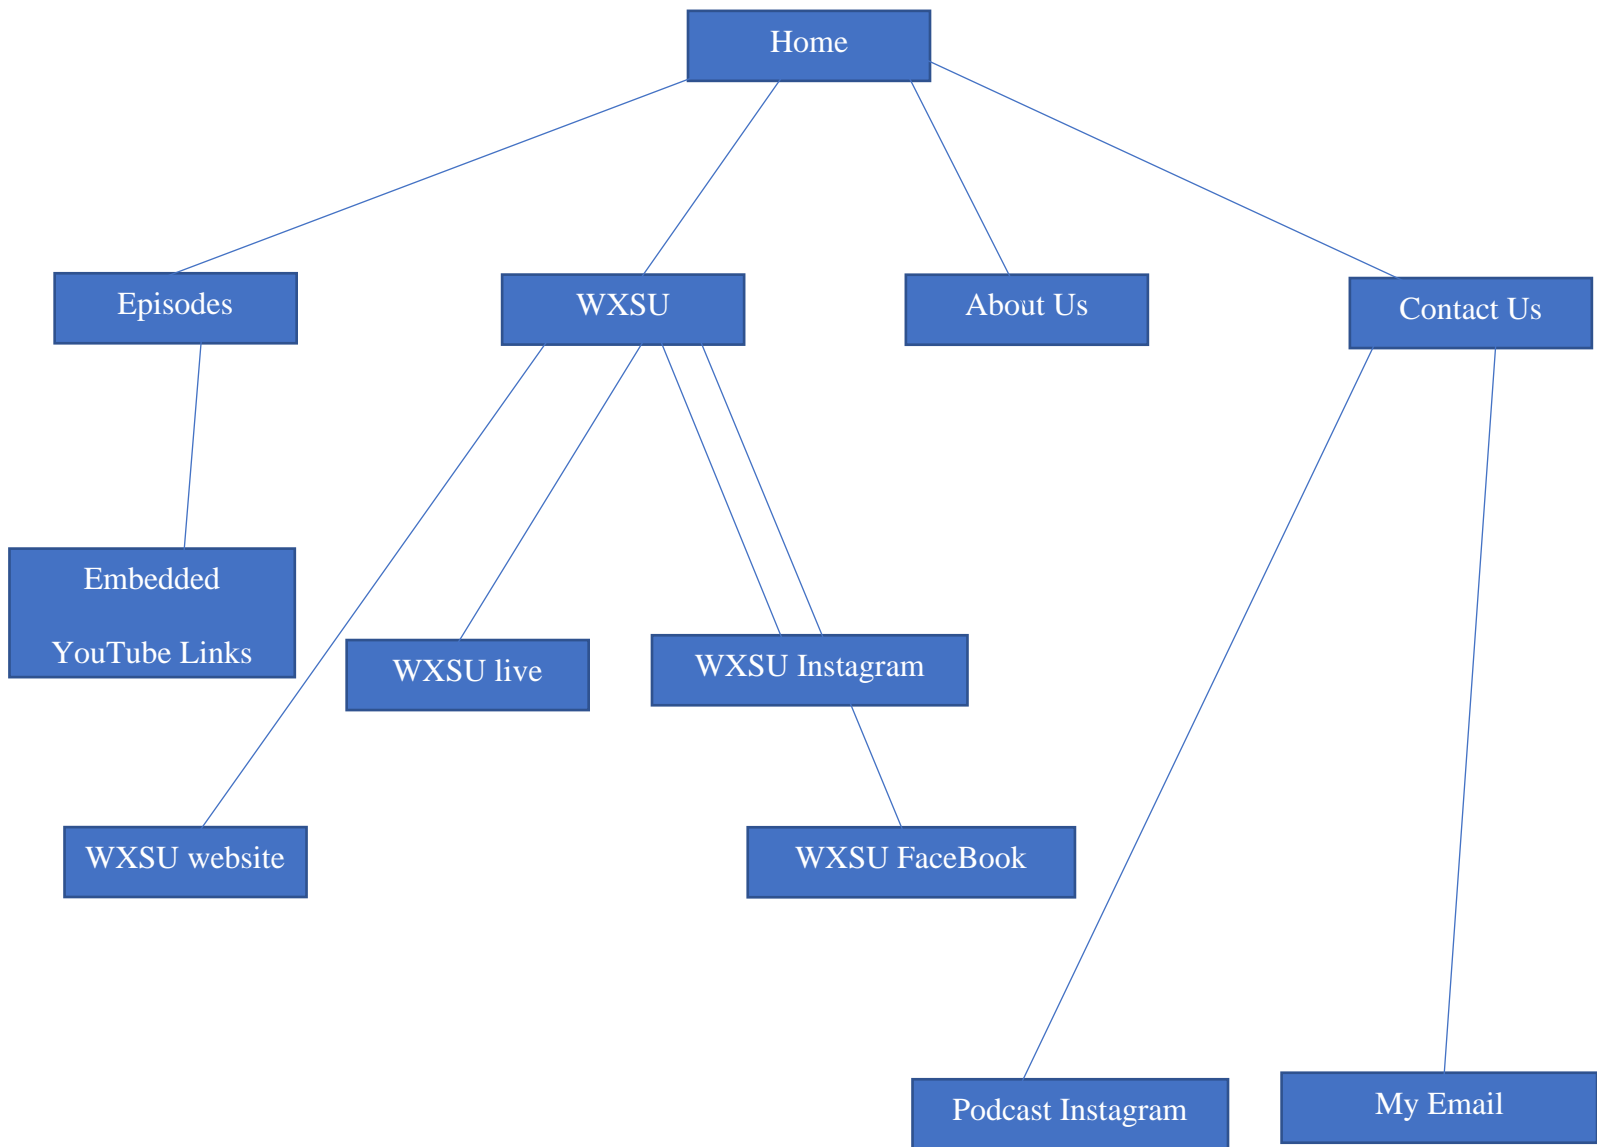 Home
Episodes
WXSU
About Us
Contact Us
Embedded
YouTube Links
WXSU live
WXSU Instagram
WXSU website
WXSU FaceBook
Podcast Instagram
My Email